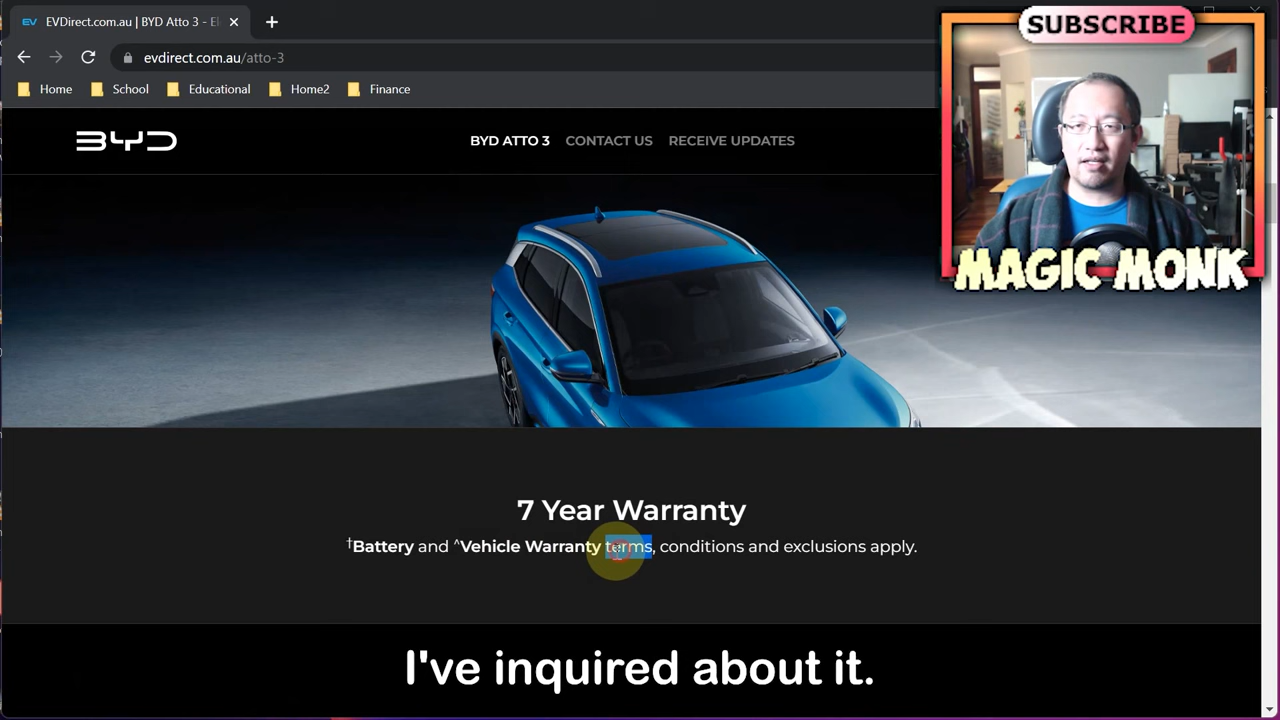 EVDirect.com.au | BYD Atto 3 - El
evdirect.com.au/atto-3
Home
School
Educational
Home2
Finance
SUBSCRIBE
MAGIC MONK
BYD
BYD ATTO 3
CONTACT US
RECEIVE UPDATES
7 Year Warranty
†Battery and ^Vehicle Warranty terms, conditions and exclusions apply.
I've inquired about it.